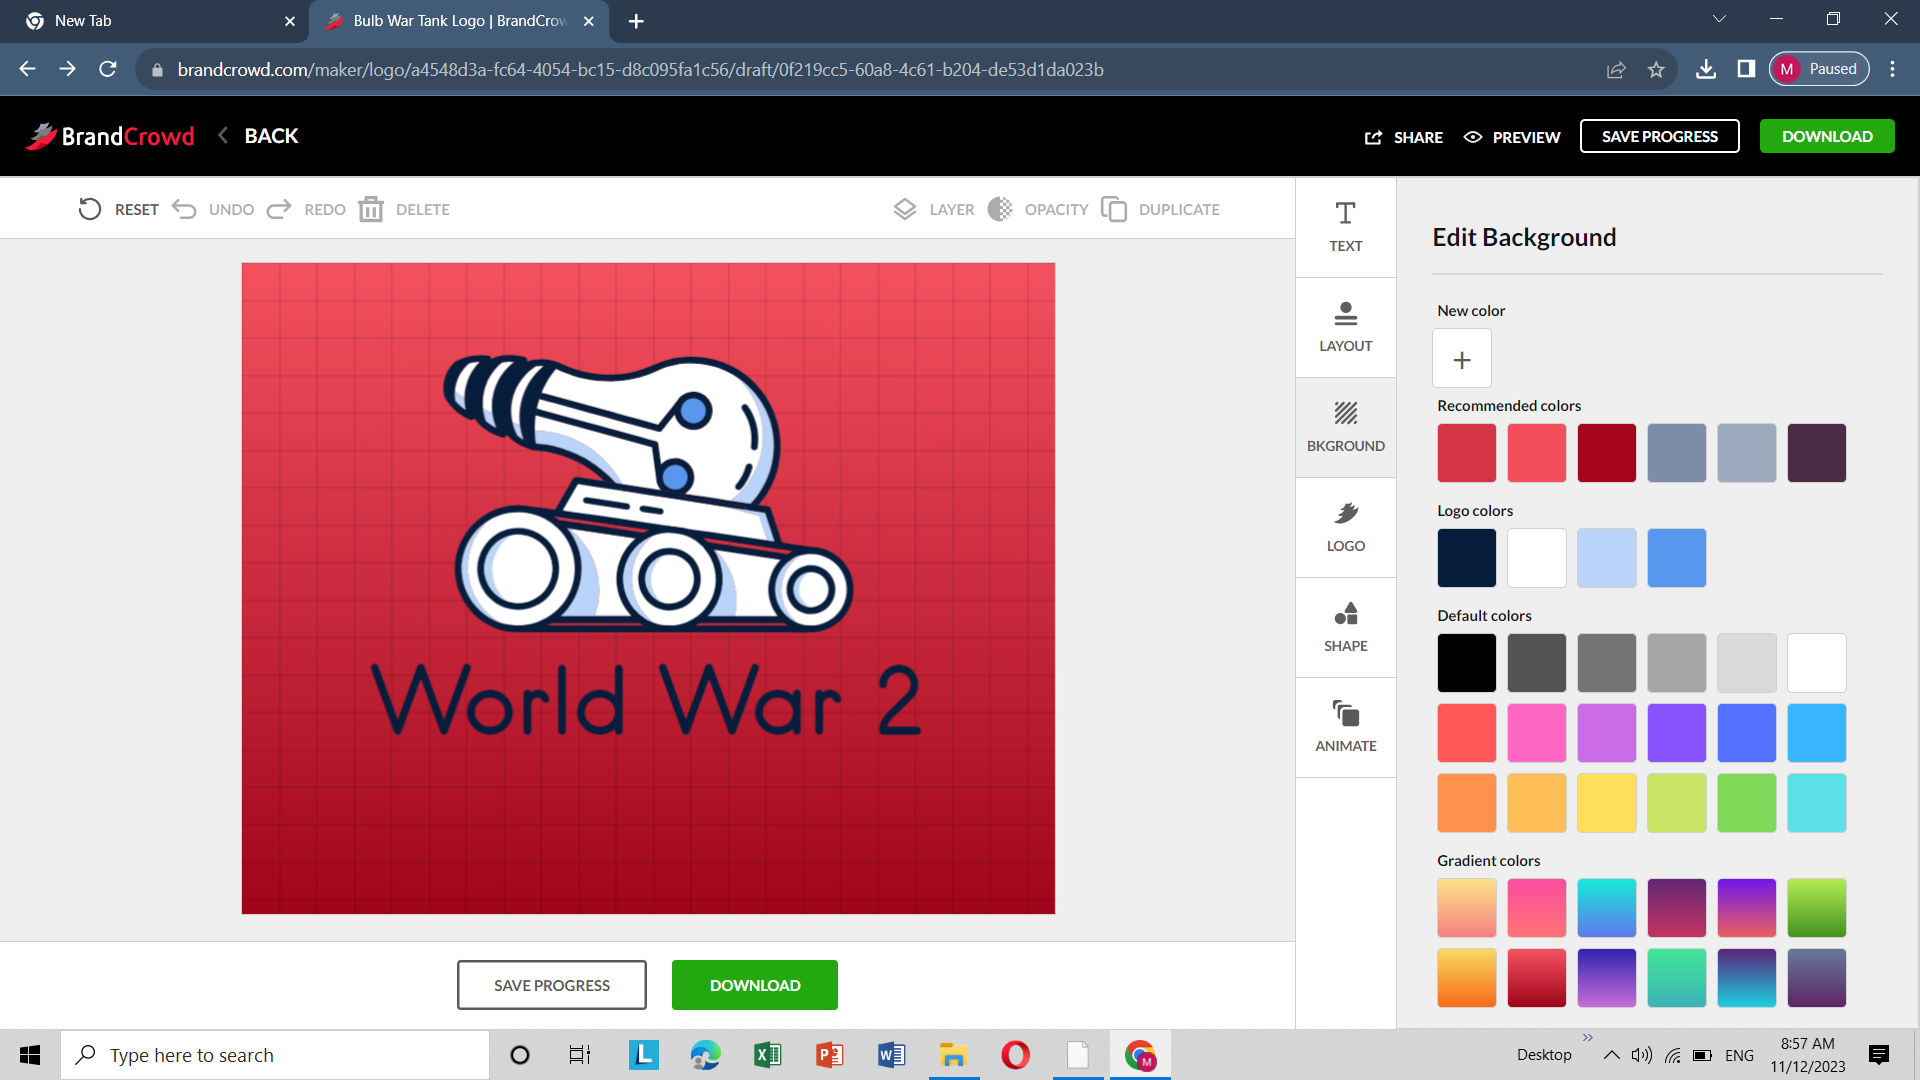 New Tab
Bulb War Tank Logo | BrandCrow
brandcrowd.com/maker/logo/a4548d3a-fc64-4054-bc15-d8c095fa1c56/draft/0f219cc5-60a8-4c61-b204-de53d1da023b
M Paused
BrandCrowd BACK
SHARE PREVIEW SAVE PROGRESS DOWNLOAD
RESET UNDO REDO DELETE LAYER OPACITY DUPLICATE
TEXT
LAYOUT
BKGROUND
LOGO
SHAPE
ANIMATE
Edit Background
New color
Recommended colors
Logo colors
Default colors
Gradient colors
World War 2
SAVE PROGRESS DOWNLOAD
Type here to search
Desktop
ENG
8:57 AM
11/12/2023